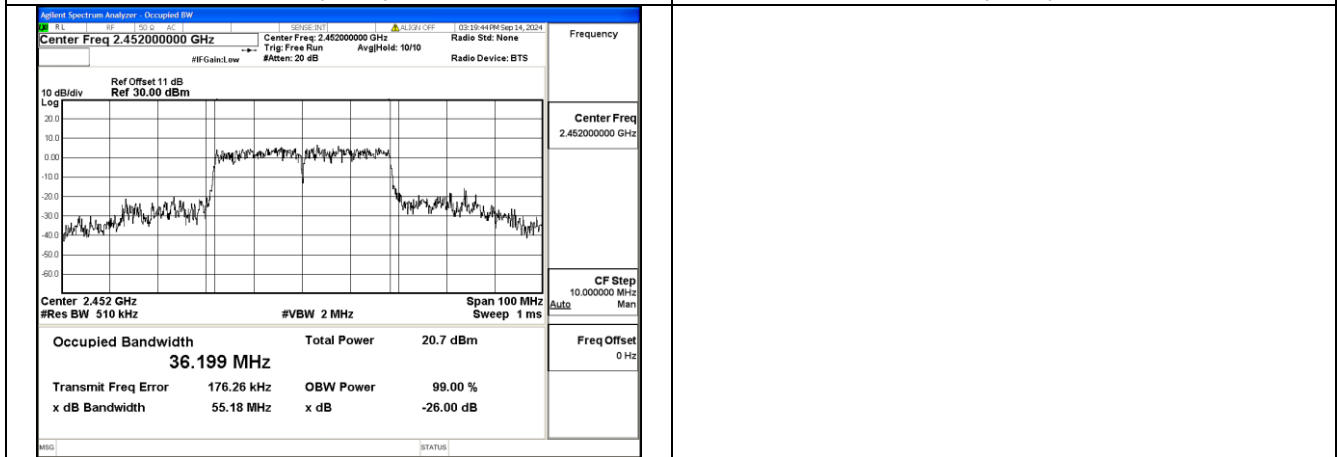 Agilent Spectrum Analyzer - Occupied BW
RL RF 50 Ω AC SENSE:INT ALIGN OFF 03:19:44 PM Sep 14, 2024
Center Freq 2.452000000 GHz
Center Freq: 2.452000000 GHz
Radio Std: None
Frequency
Trig: Free Run Avg|Hold: 10/10
#IFGain:Low #Atten: 20 dB Radio Device: BTS
Ref Offset 11 dB
10 dB/div Ref 30.00 dBm
Log
20.0
10.0
0.00
-10.0
-20.0
-30.0
-40.0
-50.0
-60.0
Center Freq
2.452000000 GHz
CF Step
10.000000 MHz
Auto Man
Center 2.452 GHz Span 100 MHz
#Res BW 510 kHz #VBW 2 MHz Sweep 1 ms
Freq Offset
0 Hz
Occupied Bandwidth Total Power 20.7 dBm
36.199 MHz
Transmit Freq Error 176.26 kHz OBW Power 99.00 %
x dB Bandwidth 55.18 MHz x dB -26.00 dB
MSG STATUS